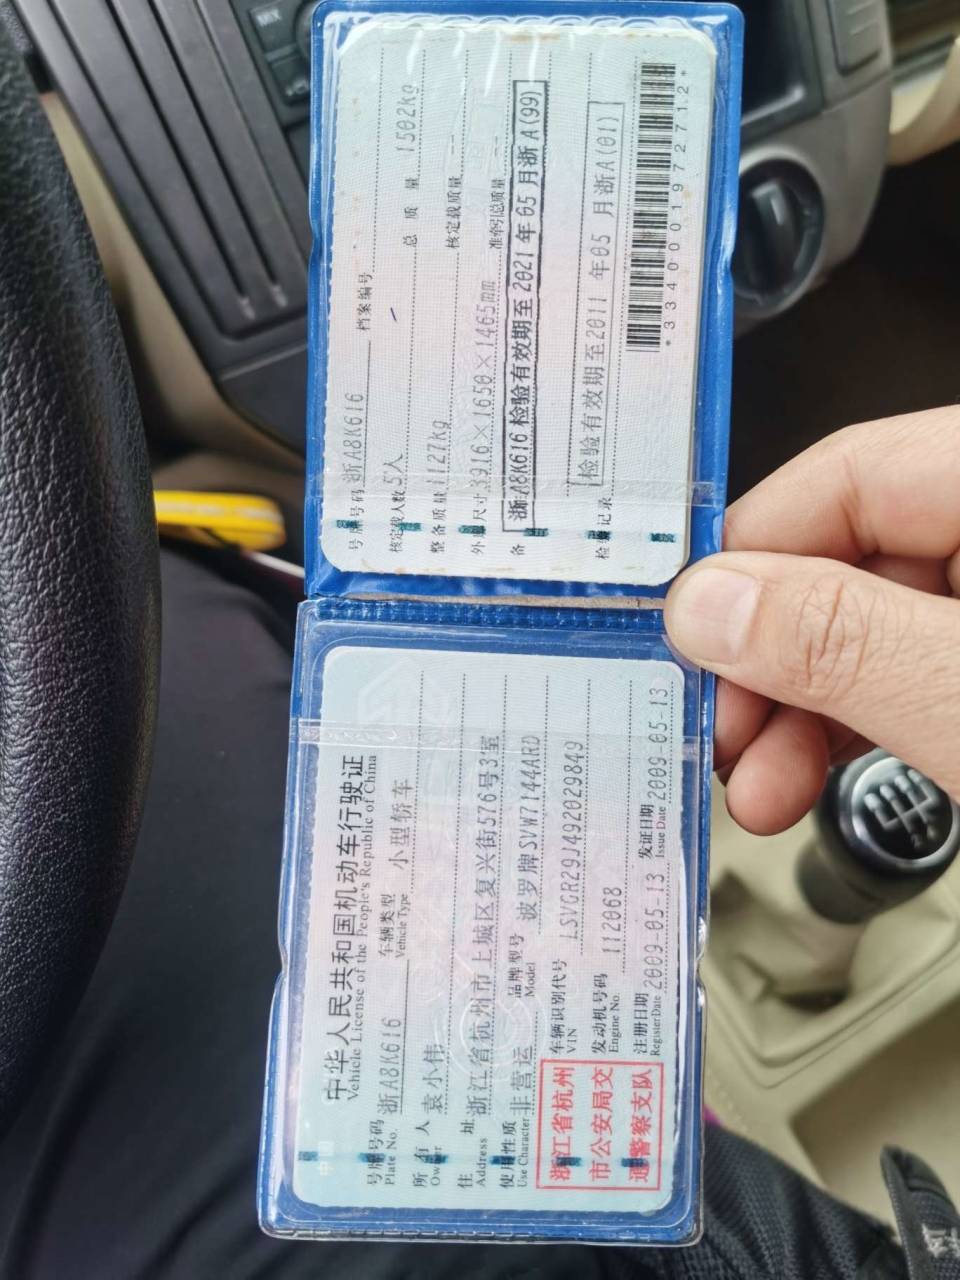 中华人民共和国机动车行驶证
Vehicle License of the People's Republic of China
号牌号码 浙A8K616 车辆类型 小型轿车
Plate No. Vehicle Type
所有人 袁小伟
Owner
住址 浙江省杭州市上城区复兴街576号3室
Address
使用性质 非营运 品牌型号 波罗牌SVW7144ARD
Use Character Model
浙江省杭州
市公安局交
通警察支队
车辆识别代号 LSVGR29J492029849
VIN
发动机号码 112068
Engine No.
注册日期 2009-05-13 发证日期 2009-05-13
Register Date Issue Date
号牌号码 浙A8K616 档案编号
核定载人数 5人 总质量 1502kg
整备质量 1127kg 核定载质量 --
外廓尺寸 3916×1650×1465mm 准牵引总质量 --
备 浙A8K616 检验有效期至2021年05月浙A(99)
检验记录 检验有效期至2011年05月浙A(01)
*3340001972712*
MIX